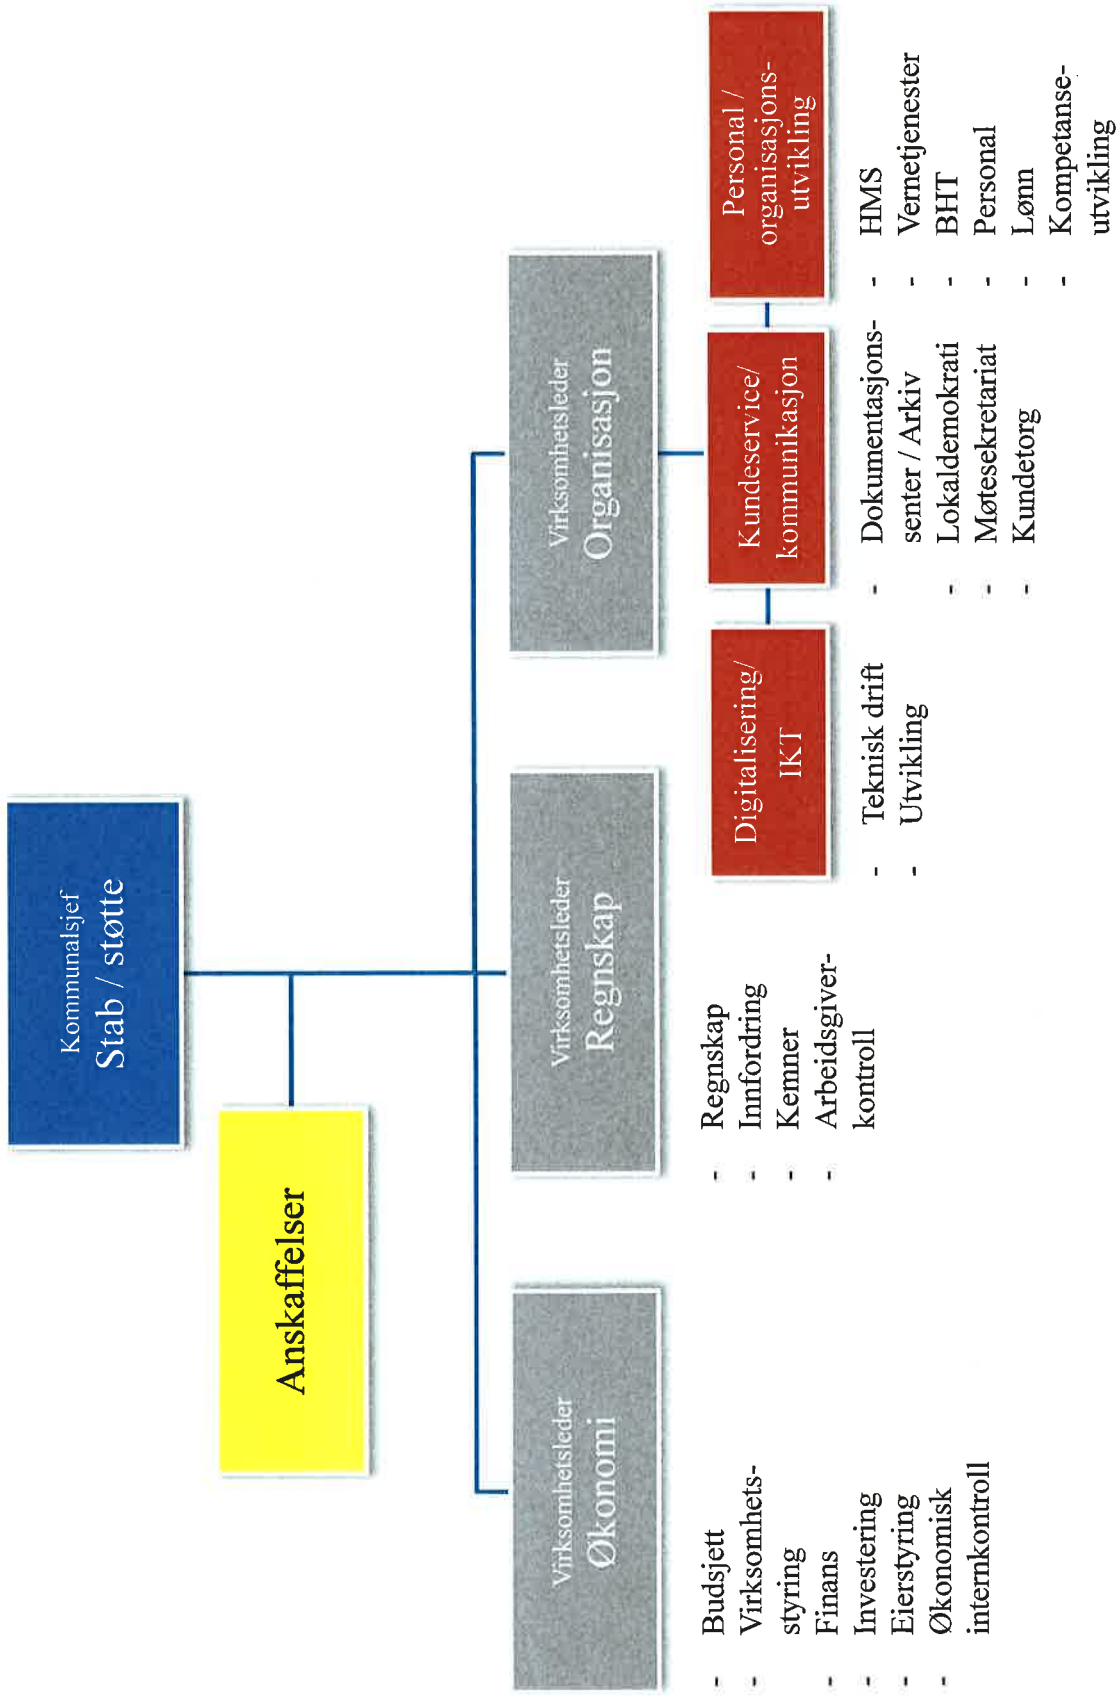 Kommunalsjef
Stab / støtte
Anskaffelser
Virksomhetsleder
Økonomi
- Budsjett
- Virksomhets-
styring
- Finans
- Investering
- Eierstyring
- Økonomisk
internkontroll
Virksomhetsleder
Regnskap
- Regnskap
- Innfordring
- Kemner
- Arbeidsgiver-
kontroll
Virksomhetsleder
Organisasjon
Digitalisering/
IKT
- Teknisk drift
- Utvikling
Kundeservice/
kommunikasjon
- Dokumentasjons-
senter / Arkiv
- Lokaldemokrati
- Møtesekretariat
- Kundetorg
Personal /
organisasjons-
utvikling
- HMS
- Vernetjenester
- BHT
- Personal
- Lønn
- Kompetanse-
utvikling